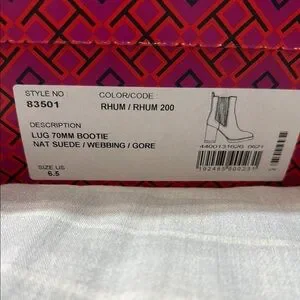 STYLE NO COLOR/CODE
83501 RHUM / RHUM 200
DESCRIPTION
LUG 70MM BOOTIE
NAT SUEDE / WEBBING / GORE
SIZE US
6.5